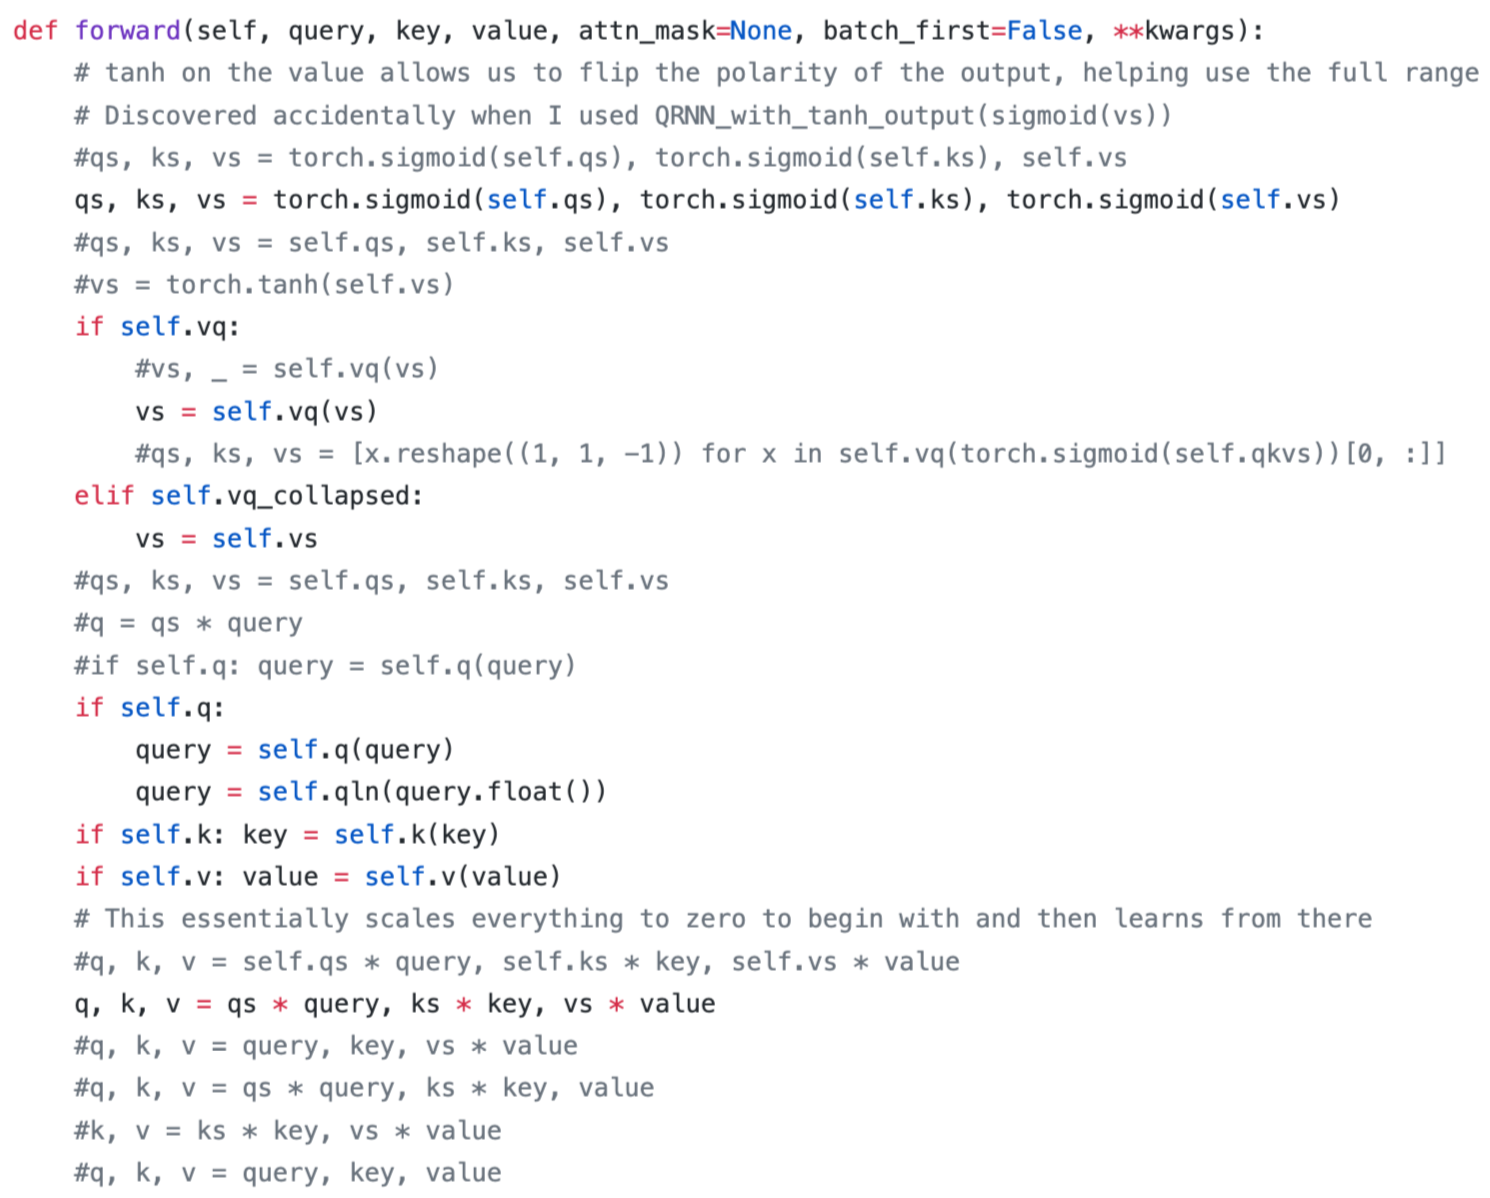 def forward(self, query, key, value, attn_mask=None, batch_first=False, **kwargs):
    # tanh on the value allows us to flip the polarity of the output, helping use the full range
    # Discovered accidentally when I used QRNN_with_tanh_output(sigmoid(vs))
    #qs, ks, vs = torch.sigmoid(self.qs), torch.sigmoid(self.ks), self.vs
    qs, ks, vs = torch.sigmoid(self.qs), torch.sigmoid(self.ks), torch.sigmoid(self.vs)
    #qs, ks, vs = self.qs, self.ks, self.vs
    #vs = torch.tanh(self.vs)
    if self.vq:
        #vs, _ = self.vq(vs)
        vs = self.vq(vs)
        #qs, ks, vs = [x.reshape((1, 1, -1)) for x in self.vq(torch.sigmoid(self.qkvs))[0, :]]
    elif self.vq_collapsed:
        vs = self.vs
    #qs, ks, vs = self.qs, self.ks, self.vs
    #q = qs * query
    #if self.q: query = self.q(query)
    if self.q:
        query = self.q(query)
        query = self.qln(query.float())
    if self.k: key = self.k(key)
    if self.v: value = self.v(value)
    # This essentially scales everything to zero to begin with and then learns from there
    #q, k, v = self.qs * query, self.ks * key, self.vs * value
    q, k, v = qs * query, ks * key, vs * value
    #q, k, v = query, key, vs * value
    #q, k, v = qs * query, ks * key, value
    #k, v = ks * key, vs * value
    #q, k, v = query, key, value